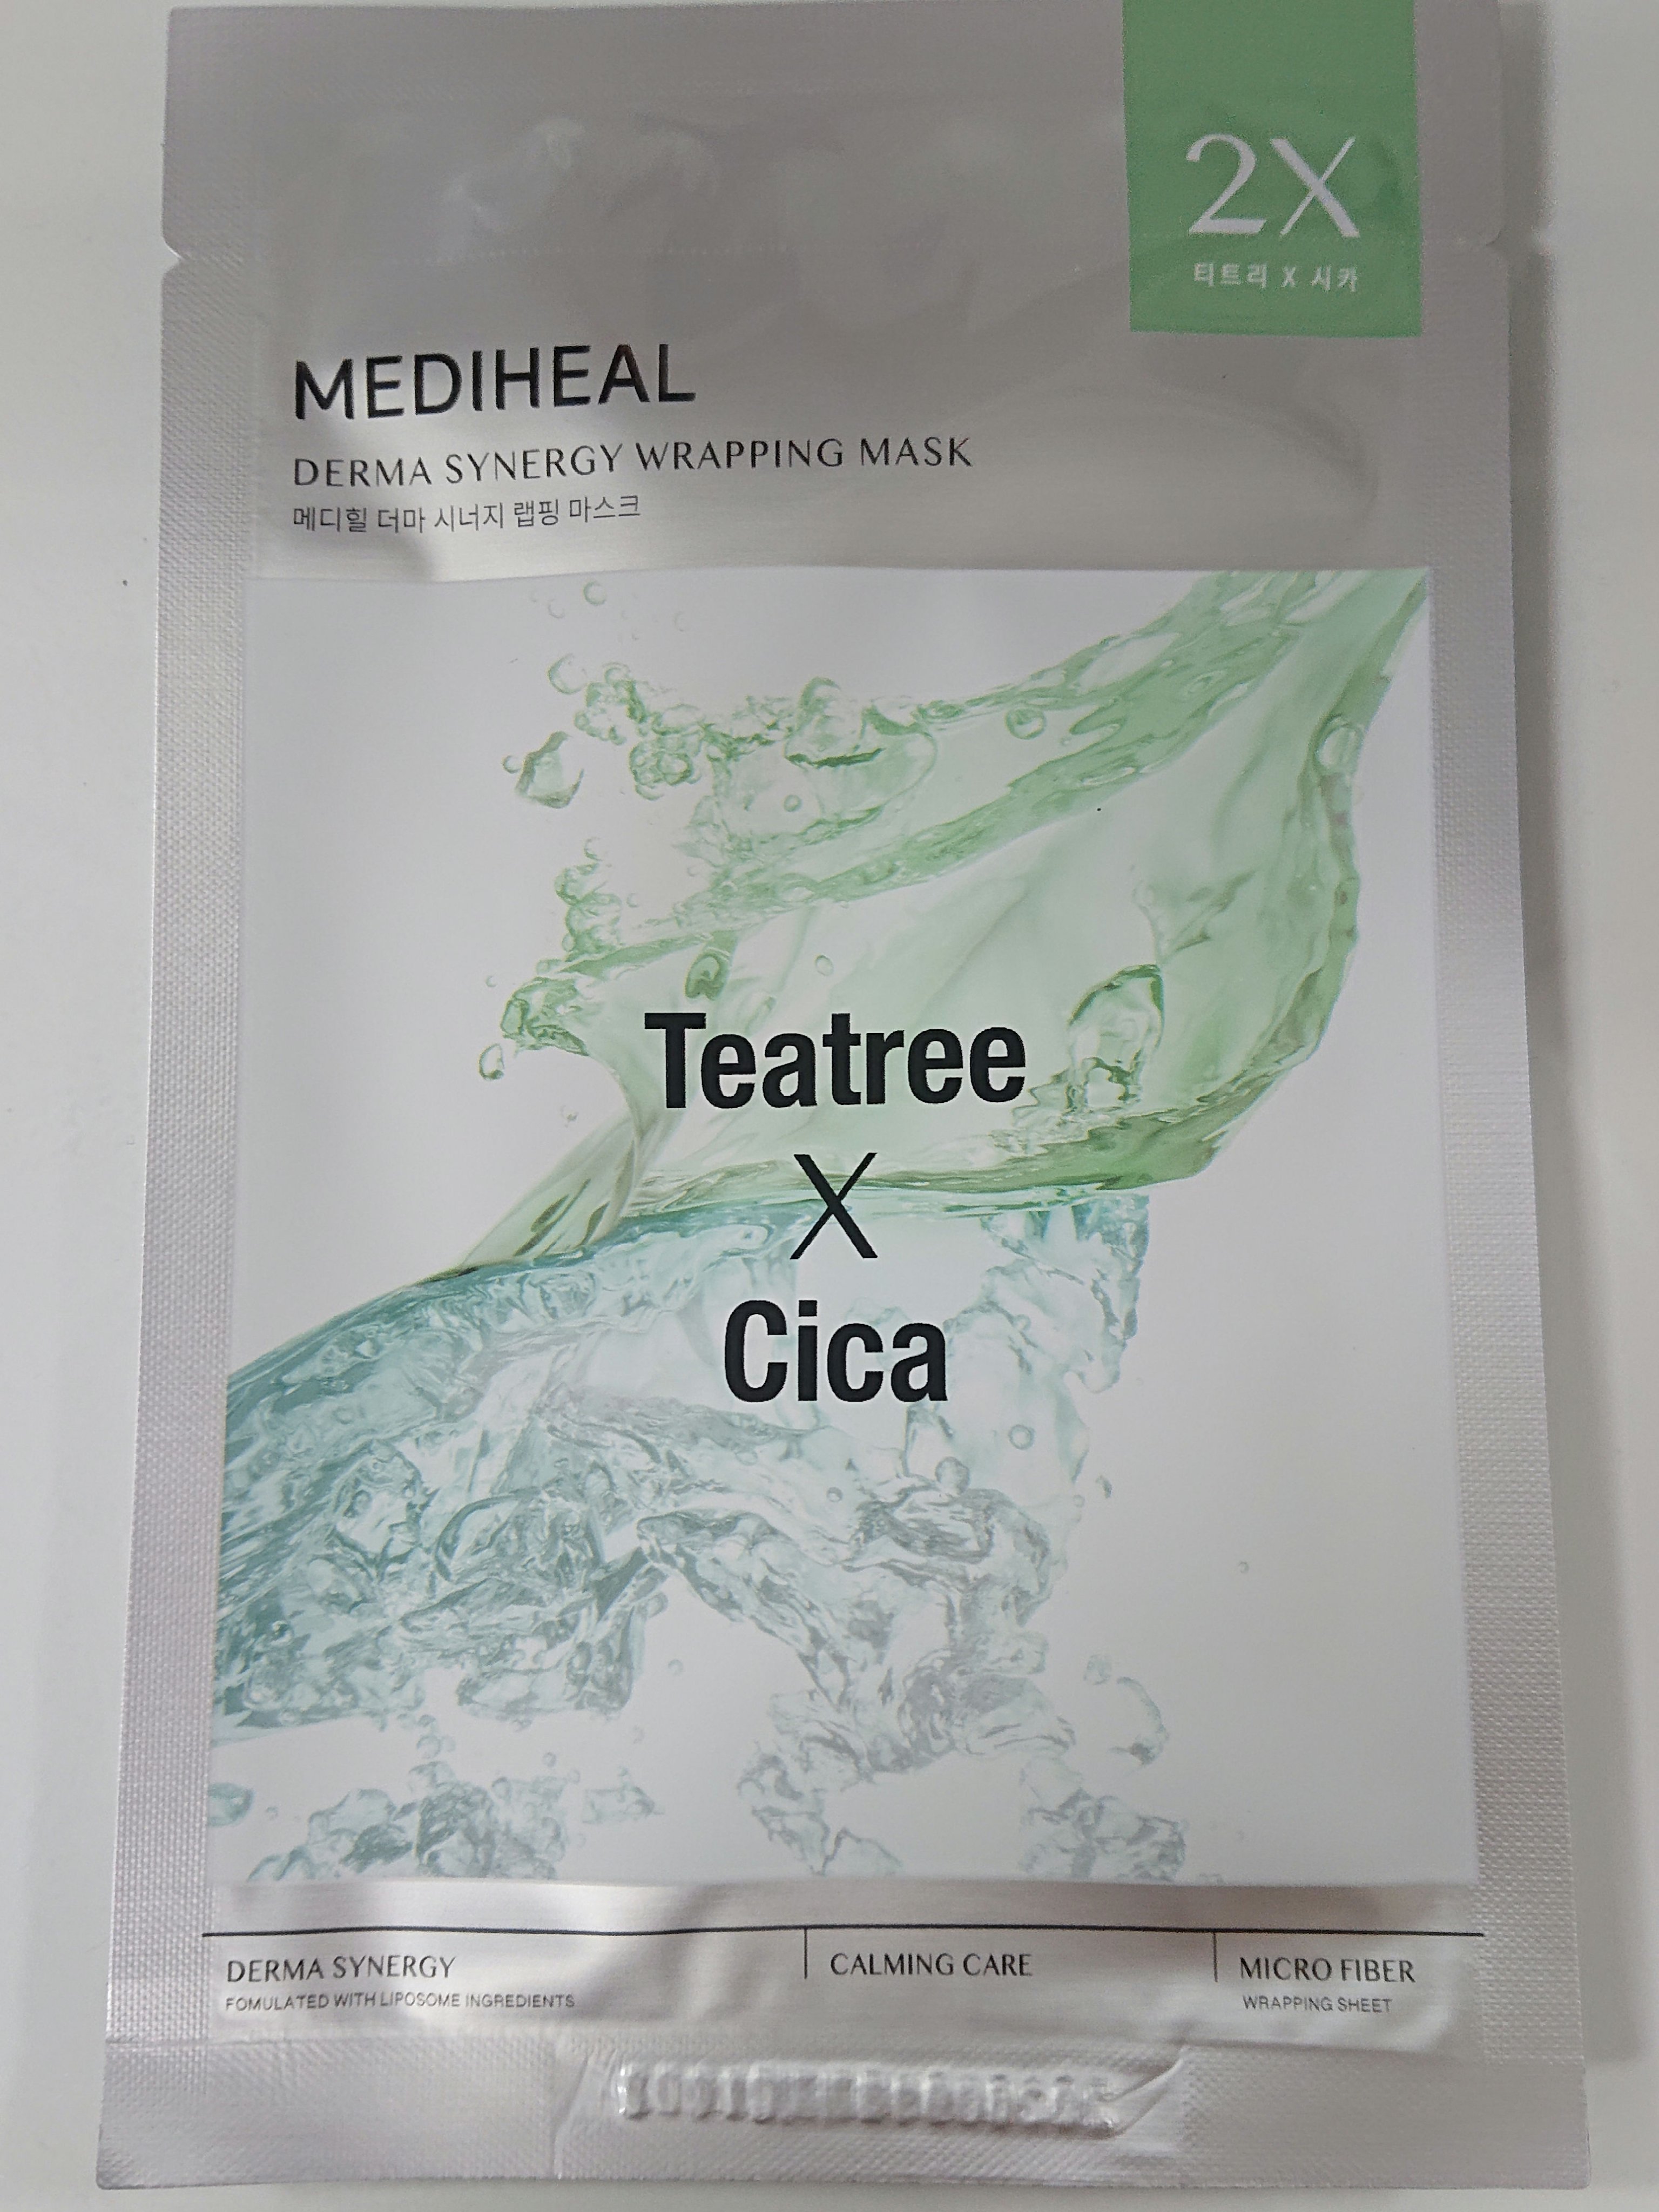 2X
티트리 X 시카
MEDIHEAL
DERMA SYNERGY WRAPPING MASK
메디힐 더마 시너지 랩핑 마스크
Teatree
X
Cica
DERMA SYNERGY
FOMULATED WITH LIPOSOME INGREDIENTS
CALMING CARE
MICRO FIBER
WRAPPING SHEET